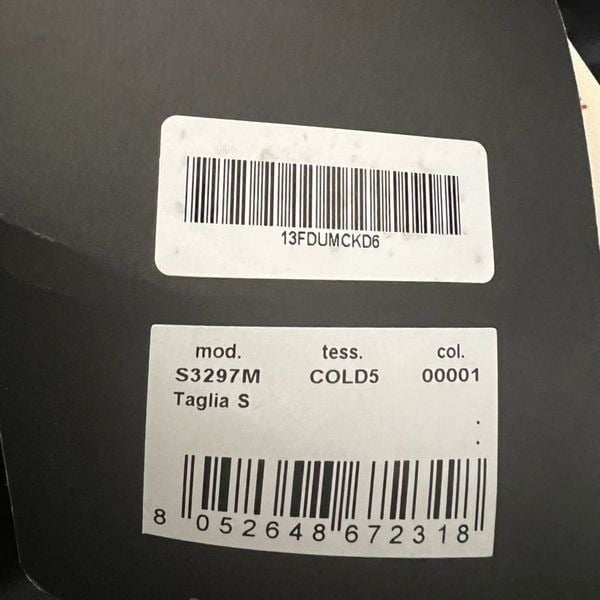 13FDUMCKD6
mod. tess. col.
S3297M COLD5 00001
Taglia S
:
8 052648 672318